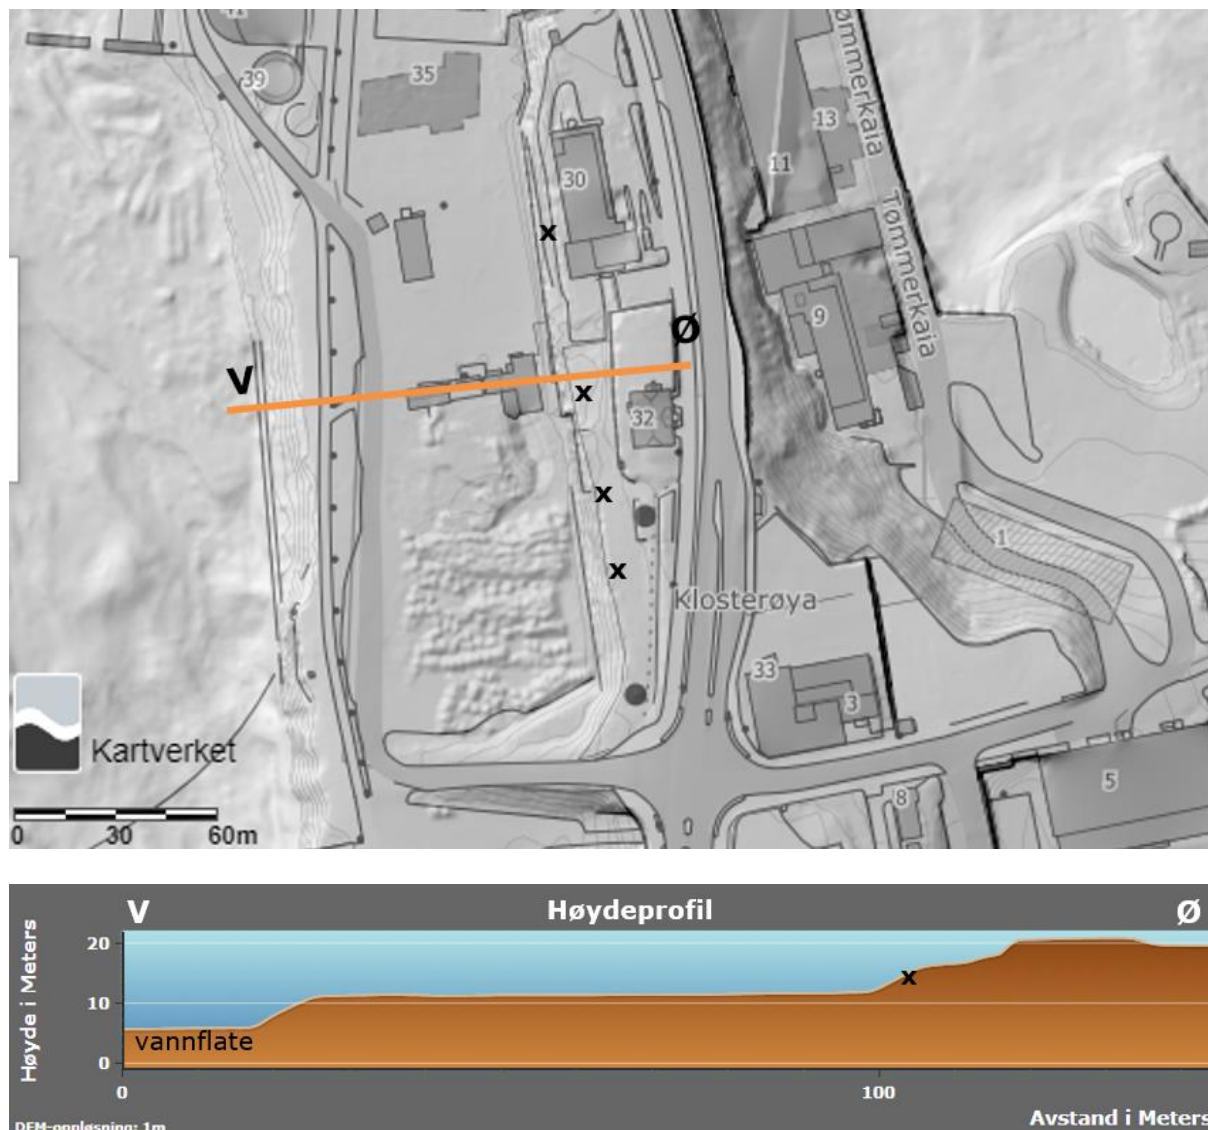 41
39
35
30
x
V
Ø
x
32
x
x
Klosterøya
Tømmerkaia
13
11
Tømmerkaia
9
1
33
3
8
5
Kartverket
0 30 60m
V Høydeprofil Ø
Høyde i Meters
20
10
0
x
vannflate
0 100
Avstand i Meters
DEM-oppløsning: 1m